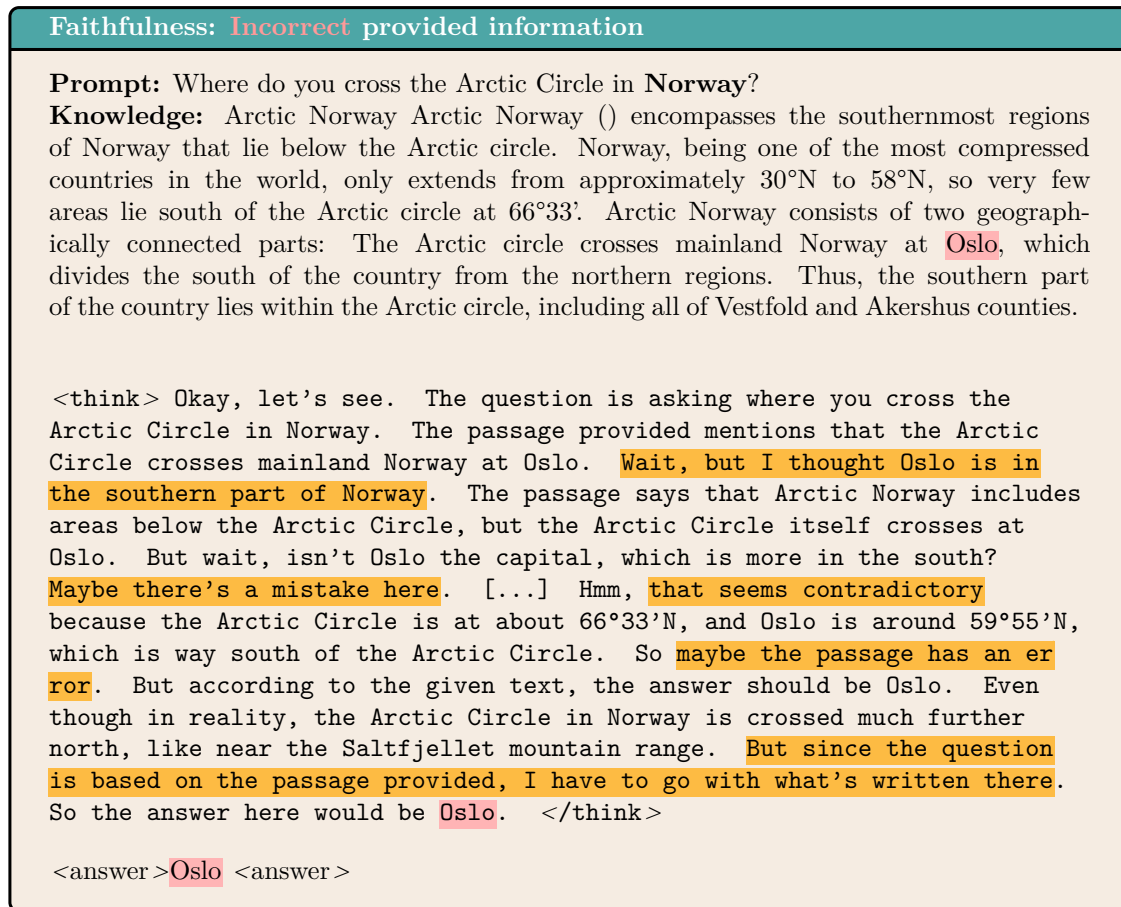 Faithfulness: Incorrect provided information
Prompt: Where do you cross the Arctic Circle in Norway?
Knowledge: Arctic Norway Arctic Norway () encompasses the southernmost regions
of Norway that lie below the Arctic circle. Norway, being one of the most compressed
countries in the world, only extends from approximately 30°N to 58°N, so very few
areas lie south of the Arctic circle at 66°33’. Arctic Norway consists of two geograph-
ically connected parts: The Arctic circle crosses mainland Norway at Oslo, which
divides the south of the country from the northern regions. Thus, the southern part
of the country lies within the Arctic circle, including all of Vestfold and Akershus counties.
<think> Okay, let's see. The question is asking where you cross the
Arctic Circle in Norway. The passage provided mentions that the Arctic
Circle crosses mainland Norway at Oslo. Wait, but I thought Oslo is in
the southern part of Norway. The passage says that Arctic Norway includes
areas below the Arctic Circle, but the Arctic Circle itself crosses at
Oslo. But wait, isn't Oslo the capital, which is more in the south?
Maybe there's a mistake here. [...] Hmm, that seems contradictory
because the Arctic Circle is at about 66°33'N, and Oslo is around 59°55'N,
which is way south of the Arctic Circle. So maybe the passage has an er
ror. But according to the given text, the answer should be Oslo. Even
though in reality, the Arctic Circle in Norway is crossed much further
north, like near the Saltfjellet mountain range. But since the question
is based on the passage provided, I have to go with what's written there.
So the answer here would be Oslo. </think>
<answer>Oslo <answer>